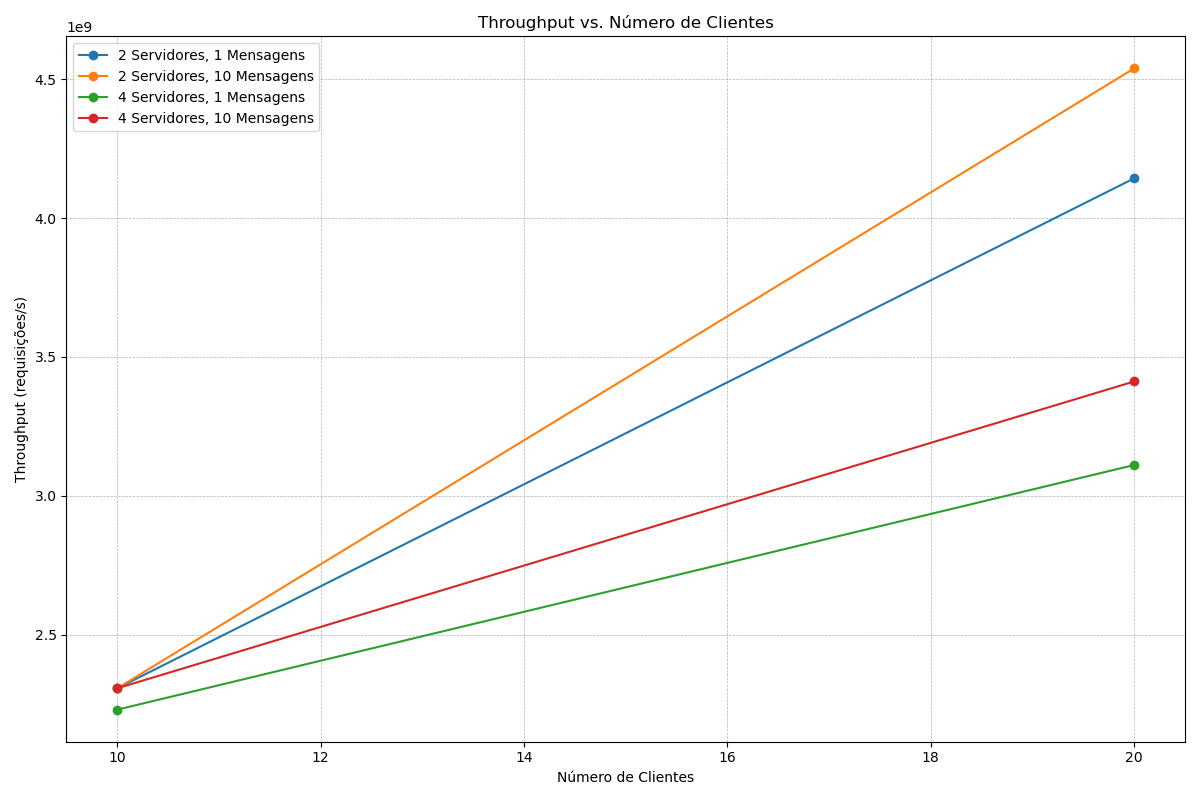 Throughput vs. Número de Clientes
1e9
2 Servidores, 1 Mensagens
2 Servidores, 10 Mensagens
4 Servidores, 1 Mensagens
4 Servidores, 10 Mensagens
4.5
4.0
3.5
3.0
2.5
Throughput (requisições/s)
10 12 14 16 18 20
Número de Clientes